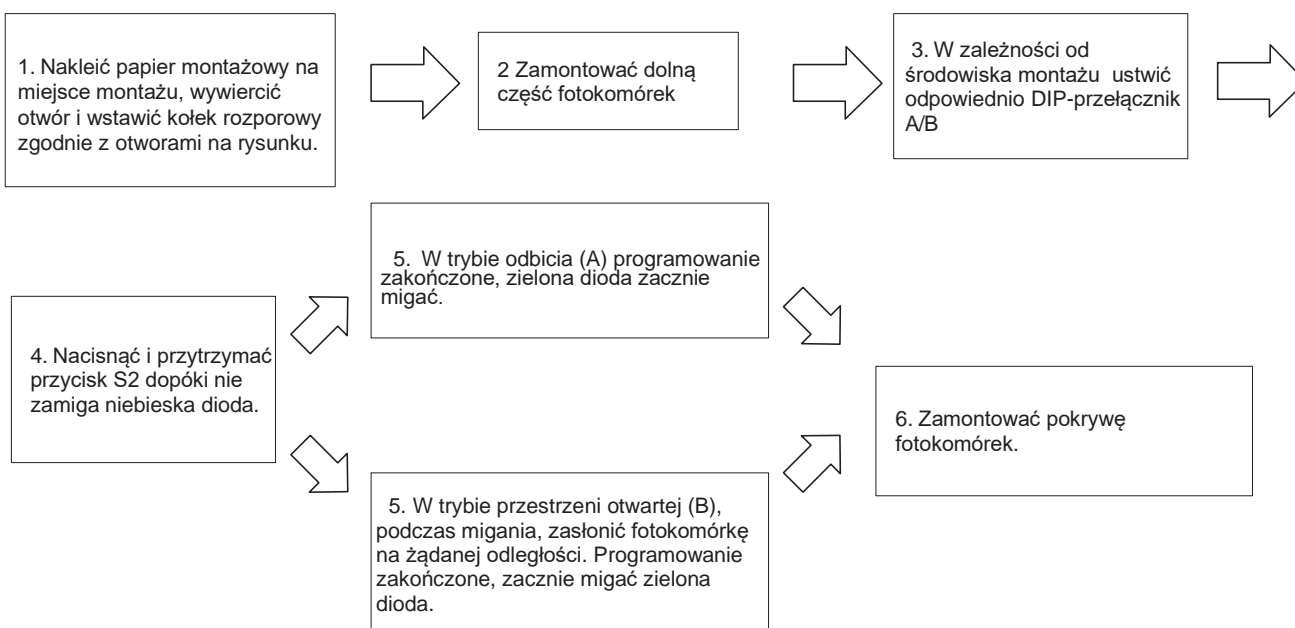 1. Nakleić papier montażowy na
miejsce montażu, wywiercić
otwór i wstawić kołek rozporowy
zgodnie z otworami na rysunku.
2 Zamontować dolną
część fotokomórek
3. W zależności od
środowiska montażu ustwić
odpowiednio DIP-przełącznik
A/B
4. Nacisnąć i przytrzymać
przycisk S2 dopóki nie
zamiga niebieska dioda.
5. W trybie odbicia (A) programowanie
zakończone, zielona dioda zacznie
migać.
5. W trybie przestrzeni otwartej (B),
podczas migania, zasłonić fotokomórkę
na żądanej odległości. Programowanie
zakończone, zacznie migać zielona
dioda.
6. Zamontować pokrywę
fotokomórek.